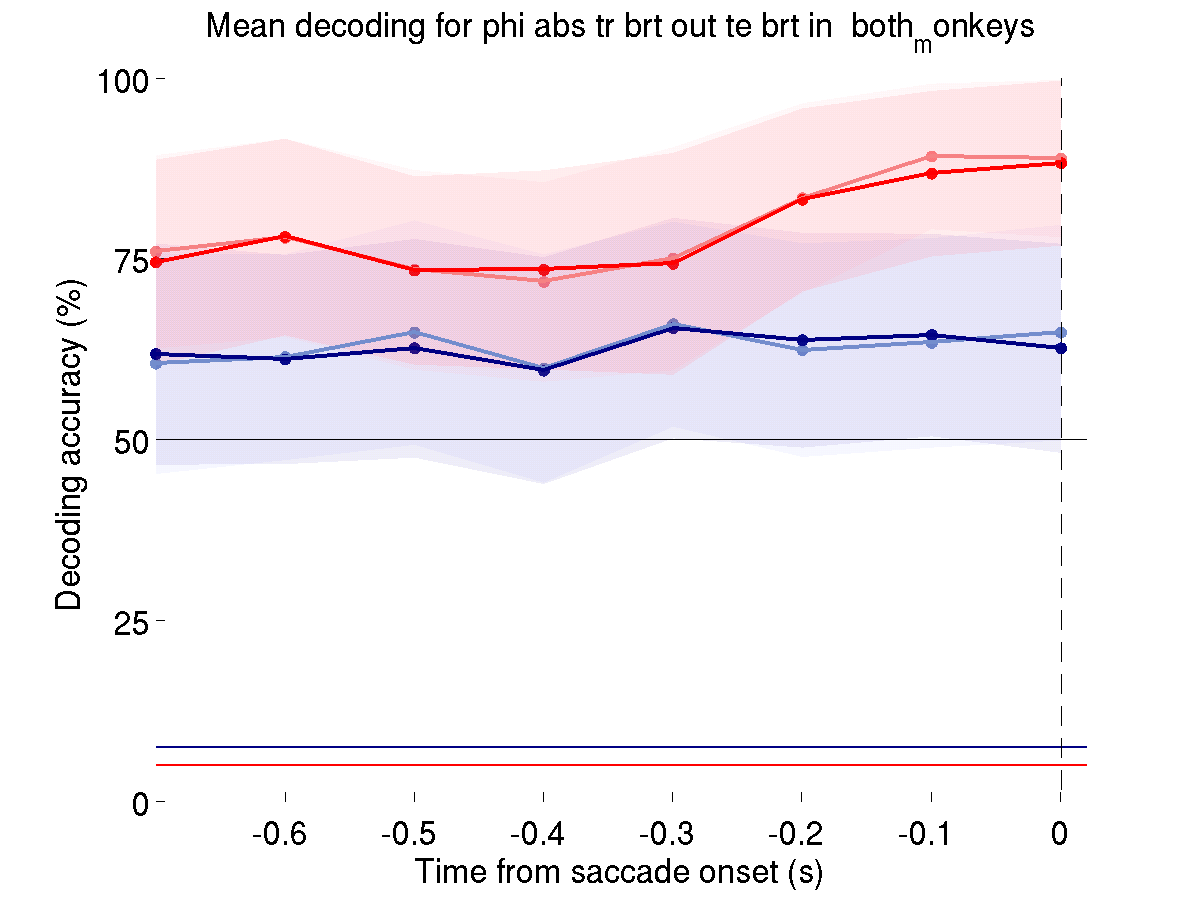 Mean decoding for phi abs tr brt out te brt in  both_monkeys
100
75
50
25
0
Decoding accuracy (%)
-0.6 -0.5 -0.4 -0.3 -0.2 -0.1 0
Time from saccade onset (s)